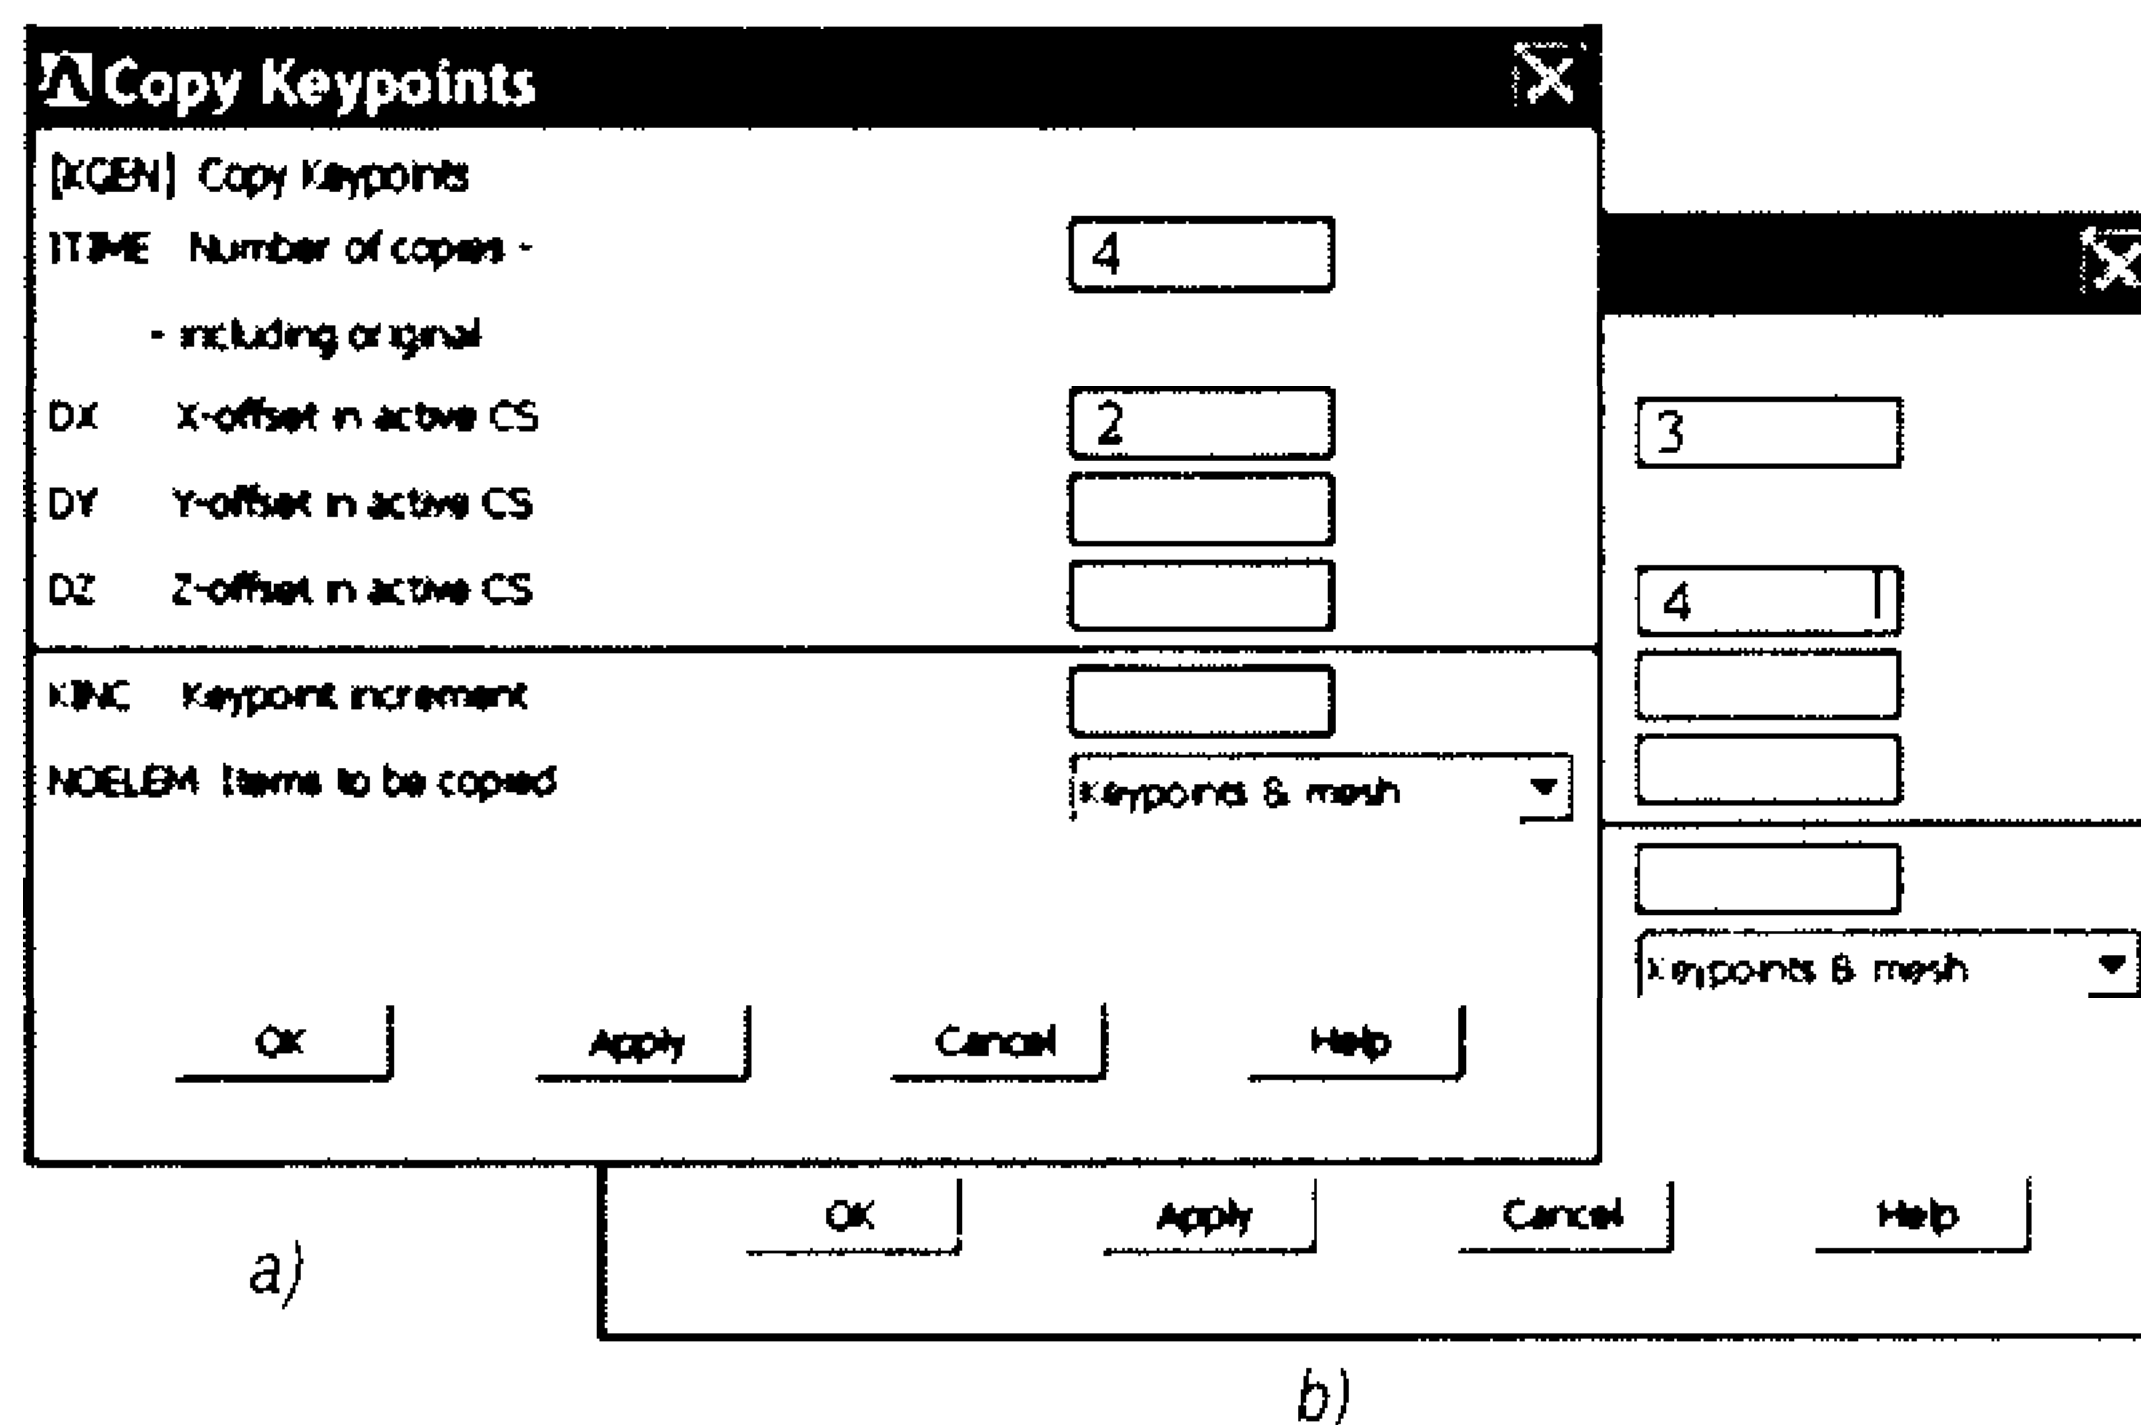 Copy Keypoints
[KGEN] Copy Keypoints
ITIME Number of copies - 4
- including original
DX X-offset in active CS 2
DY Y-offset in active CS
DZ Z-offset in active CS
KINC Keypoint increment
NOELEM Items to be copied Keypoints & mesh
OK Apply Cancel Help
a)
3
4
Keypoints & mesh
OK Apply Cancel Help
b)